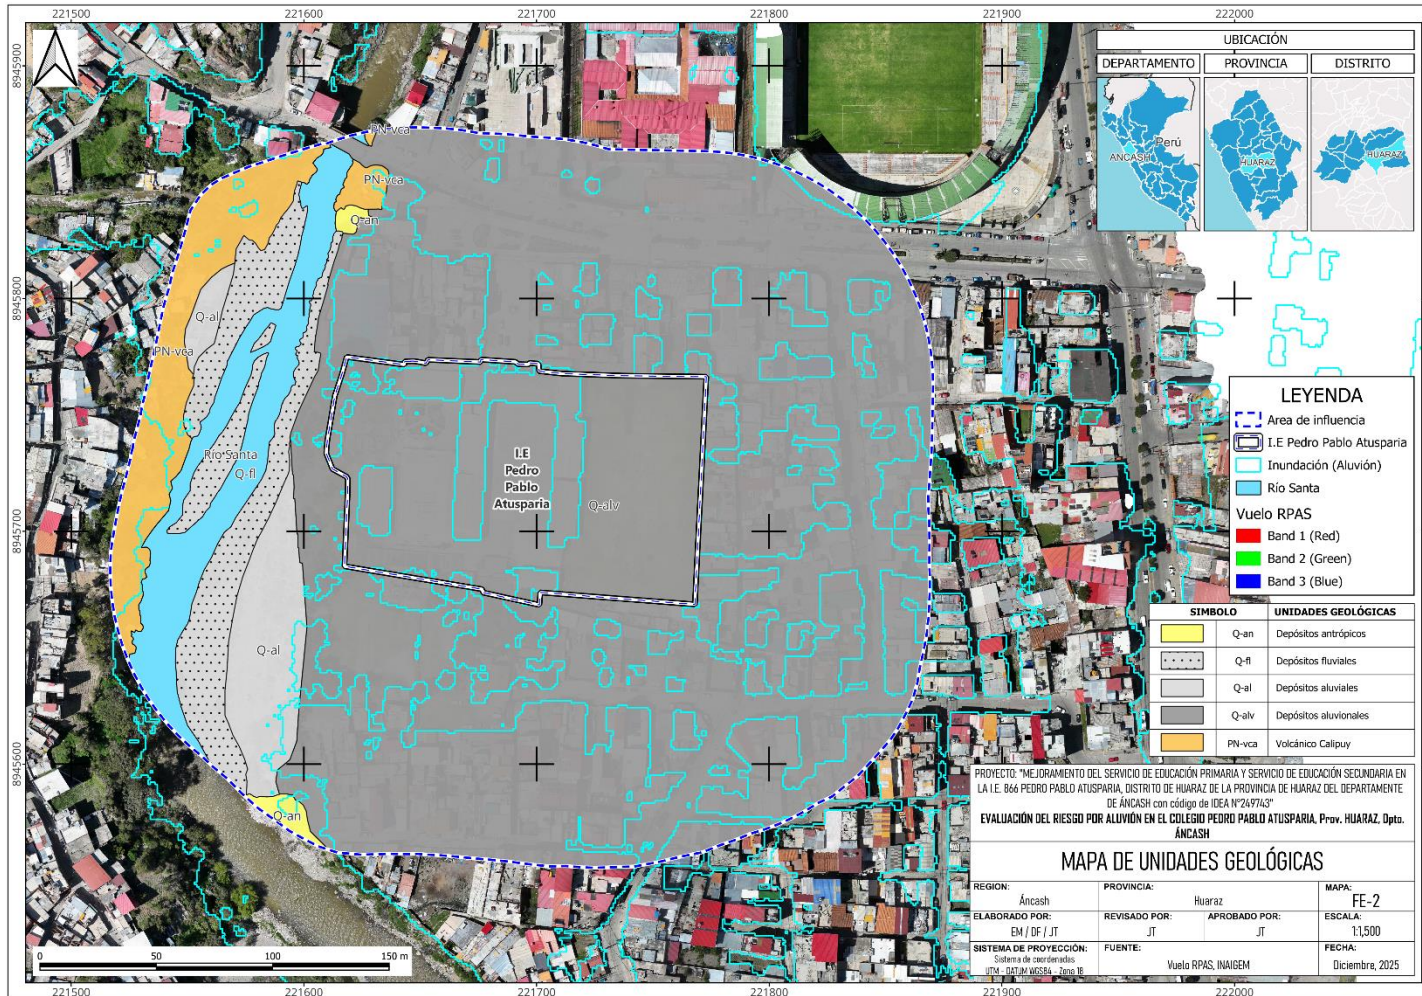 221500 221600 221700 221800 221900 222000
8945900
8945800
8945700
8945600
UBICACIÓN
DEPARTAMENTO PROVINCIA DISTRITO
Perú
ANCASH
HUARAZ
HUARAZ
PN-vca
PN-vca
Q-an
Q-al
PN-vca
Río Santa
Q-fl
I.E
Pedro
Pablo
Atusparia
Q-alv
Q-al
Q-an
LEYENDA
Area de influencia
I.E Pedro Pablo Atusparia
Inundación (Aluvión)
Río Santa
Vuelo RPAS
Band 1 (Red)
Band 2 (Green)
Band 3 (Blue)
SIMBOLO UNIDADES GEOLÓGICAS
Q-an Depósitos antrópicos
Q-fl Depósitos fluviales
Q-al Depósitos aluviales
Q-alv Depósitos aluvionales
PN-vca Volcánico Calipuy
PROYECTO: "MEJORAMIENTO DEL SERVICIO DE EDUCACIÓN PRIMARIA Y SERVICIO DE EDUCACIÓN SECUNDARIA EN
LA I.E. 866 PEDRO PABLO ATUSPARIA, DISTRITO DE HUARAZ DE LA PROVINCIA DE HUARAZ DEL DEPARTAMENTE
DE ÁNCASH con código de IDEA N°249743"
EVALUACIÓN DEL RIESGO POR ALUVIÓN EN EL COLEGIO PEDRO PABLO ATUSPARIA, Prov. HUARAZ, Dpto.
ÁNCASH
MAPA DE UNIDADES GEOLÓGICAS
REGION: PROVINCIA: MAPA:
Áncash Huaraz FE-2
ELABORADO POR: REVISADO POR: APROBADO POR: ESCALA:
EM / DF / JT JT JT 1:1,500
SISTEMA DE PROYECCIÓN: FUENTE: FECHA:
Sistema de coordenadas
UTM - DATUM WGS84 - Zona 18 Vuelo RPAS, INAIGEM Diciembre, 2025
0 50 100 150 m
221500 221600 221700 221800 221900 222000